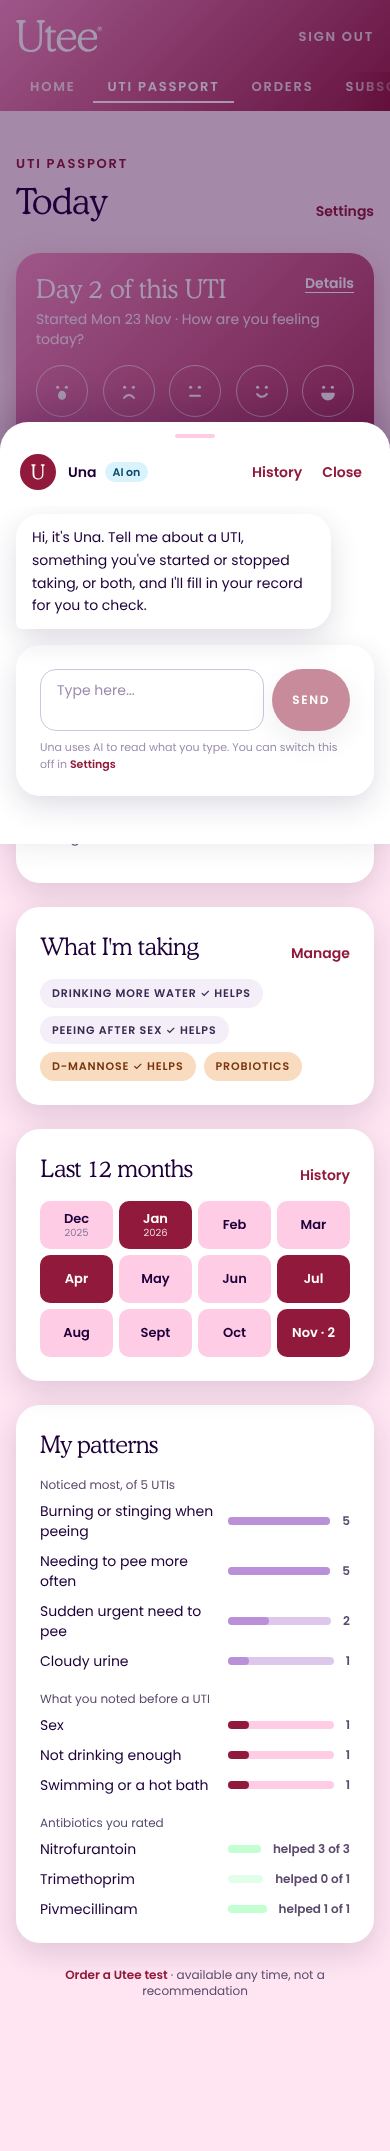 Utee®
SIGN OUT
HOME
UTI PASSPORT
ORDERS
UTI PASSPORT
Today
Settings
Day 2 of this UTI
Details
Started Mon 23 Nov · How are you feeling
today?
U
Una
AI on
History
Close
Hi, it's Una. Tell me about a UTI,
something you've started or stopped
taking, or both, and I'll fill in your record
for you to check.
Type here...
SEND
Una uses AI to read what you type. You can switch this
off in Settings
What I'm taking
Manage
DRINKING MORE WATER ✓ HELPS
PEEING AFTER SEX ✓ HELPS
D-MANNOSE ✓ HELPS
PROBIOTICS
Last 12 months
History
Dec
2025
Jan
2026
Feb
Mar
Apr
May
Jun
Jul
Aug
Sept
Oct
Nov · 2
My patterns
Noticed most, of 5 UTIs
Burning or stinging when
peeing
5
Needing to pee more
often
5
Sudden urgent need to
pee
2
Cloudy urine
1
What you noted before a UTI
Sex
1
Not drinking enough
1
Swimming or a hot bath
1
Antibiotics you rated
Nitrofurantoin
helped 3 of 3
Trimethoprim
helped 0 of 1
Pivmecillinam
helped 1 of 1
Order a Utee test · available any time, not a
recommendation